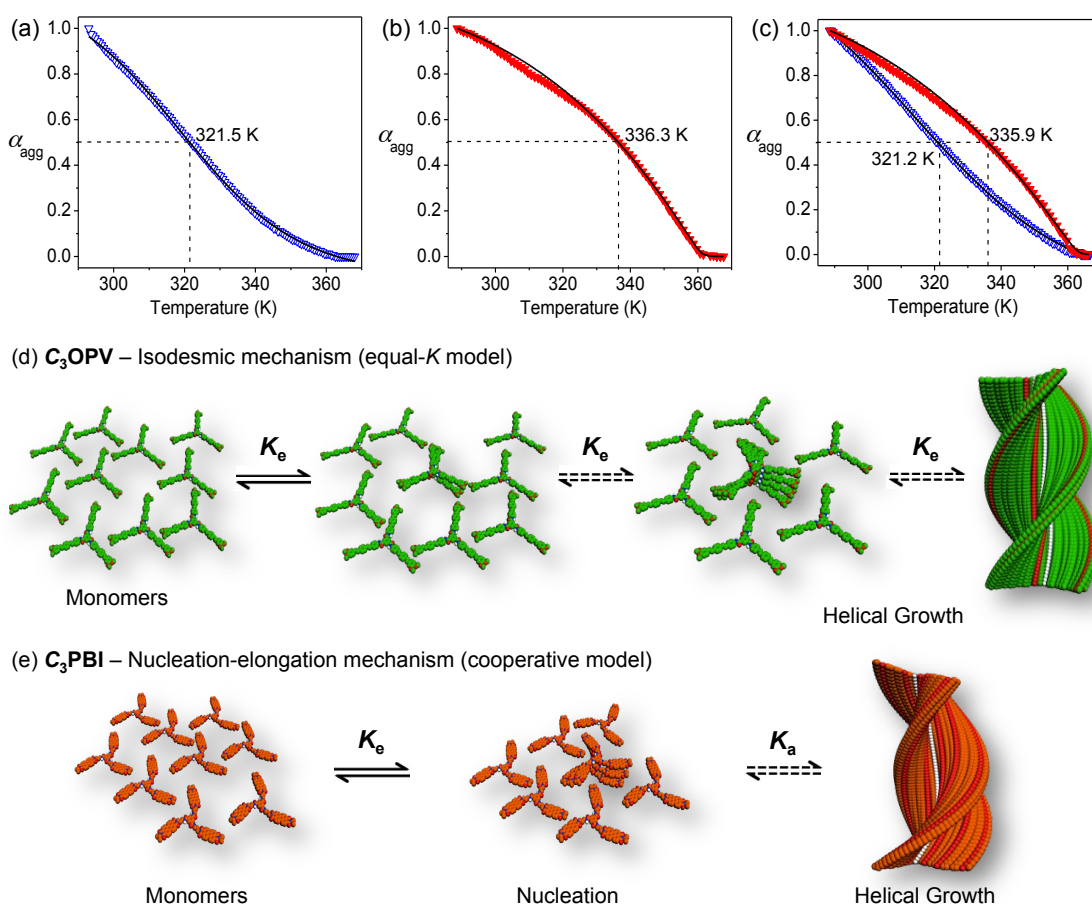 (a)
1.0
0.8
0.6
α_agg
0.4
0.2
0.0
321.5 K
300 320 340 360
Temperature (K)
(b)
1.0
0.8
0.6
α_agg
0.4
0.2
0.0
336.3 K
300 320 340 360
Temperature (K)
(c)
1.0
0.8
0.6
α_agg
0.4
0.2
0.0
335.9 K
321.2 K
300 320 340 360
Temperature (K)
(d) C₃OPV – Isodesmic mechanism (equal-K model)
Kₑ Kₑ Kₑ
Monomers
Helical Growth
(e) C₃PBI – Nucleation-elongation mechanism (cooperative model)
Kₑ Kₐ
Monomers Nucleation Helical Growth